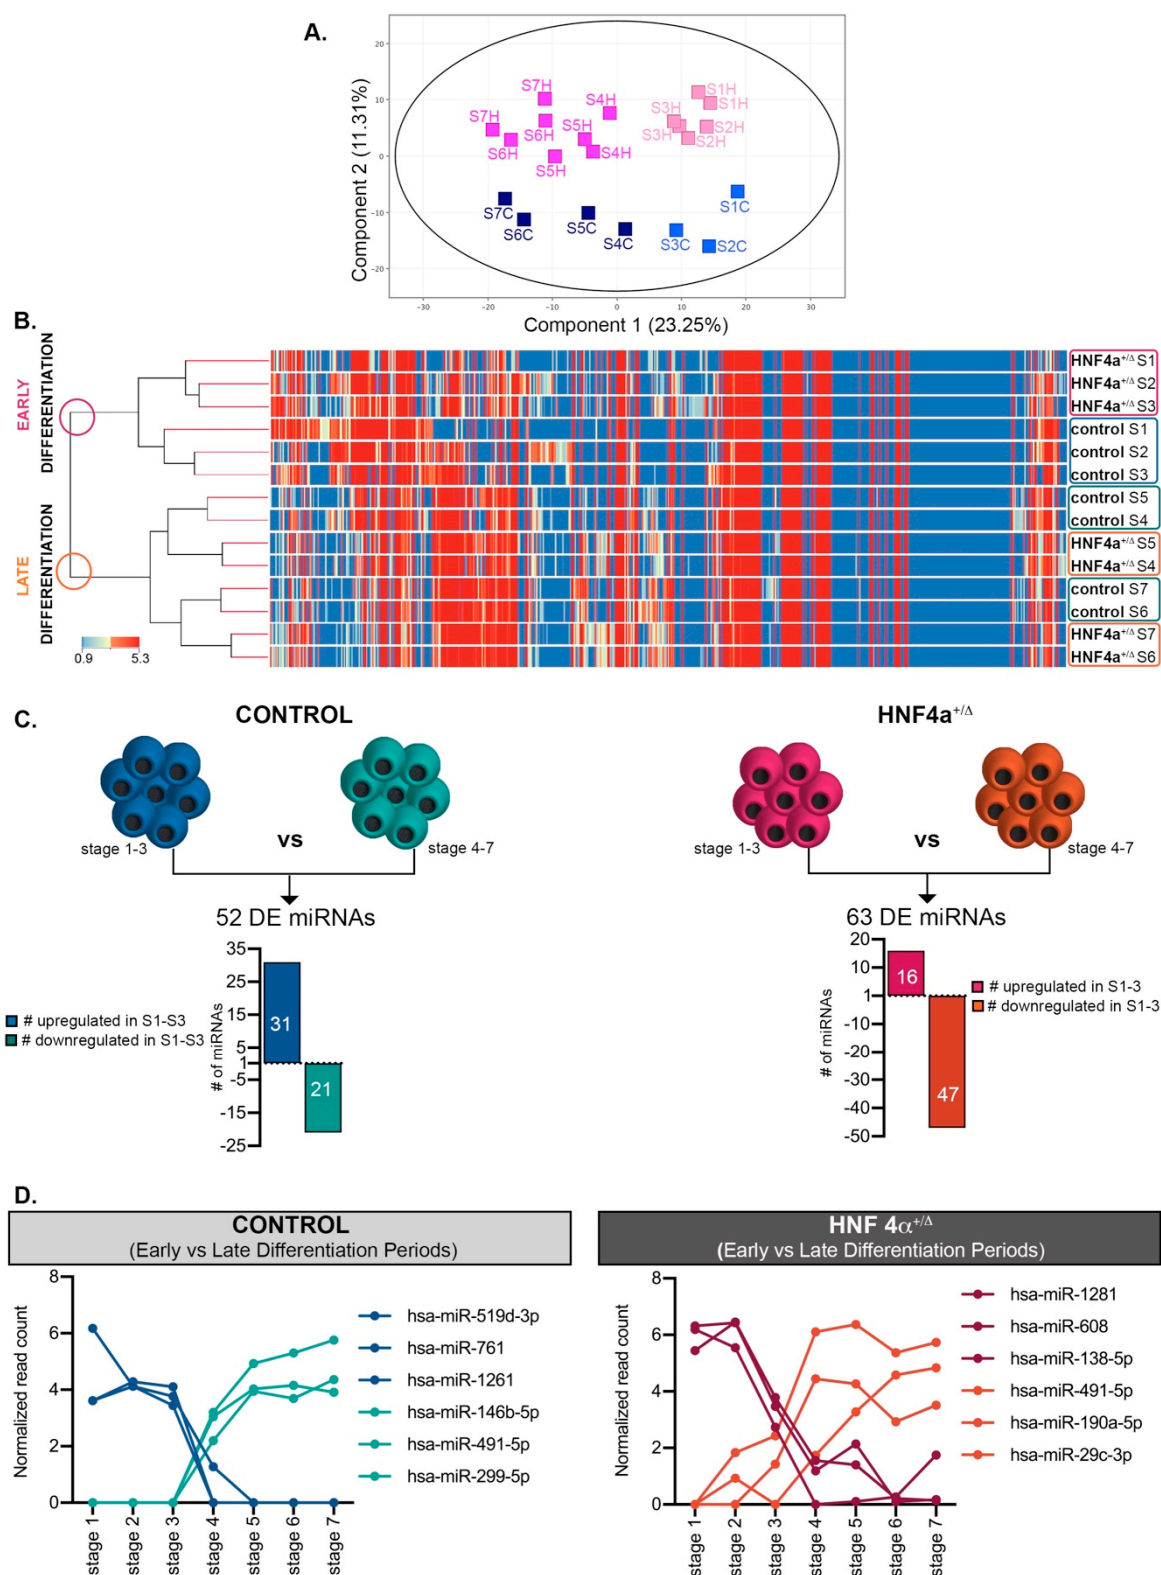 A.
Component 2 (11.31%)
20
10
0
-10
-20
S7H
S4H
S1H
S1H
S7H
S3H
S6H
S5H
S2H
S3H
S6H
S4H
S2H
S5H
S1C
S7C
S5C
S6C
S4C
S3C
S2C
-30
-20
-10
0
10
20
30
Component 1 (23.25%)
B.
EARLY
DIFFERENTIATION
LATE
DIFFERENTIATION
0.9
5.3
HNF4a+/Δ S1
HNF4a+/Δ S2
HNF4a+/Δ S3
control S1
control S2
control S3
control S5
control S4
HNF4a+/Δ S5
HNF4a+/Δ S4
control S7
control S6
HNF4a+/Δ S7
HNF4a+/Δ S6
C.
CONTROL
stage 1-3
vs
stage 4-7
52 DE miRNAs
# upregulated in S1-S3
# downregulated in S1-S3
# of miRNAs
35
25
15
5
1
-5
-15
-25
31
21
HNF4a+/Δ
stage 1-3
vs
stage 4-7
63 DE miRNAs
# of miRNAs
20
10
1
-10
-20
-30
-40
-50
16
47
# upregulated in S1-3
# downregulated in S1-3
D.
CONTROL
(Early vs Late Differentiation Periods)
Normalized read count
8
6
4
2
0
stage 1
stage 2
stage 3
stage 4
stage 5
stage 6
stage 7
hsa-miR-519d-3p
hsa-miR-761
hsa-miR-1261
hsa-miR-146b-5p
hsa-miR-491-5p
hsa-miR-299-5p
HNF 4α+/Δ
(Early vs Late Differentiation Periods)
Normalized read count
8
6
4
2
0
stage 1
stage 2
stage 3
stage 4
stage 5
stage 6
stage 7
hsa-miR-1281
hsa-miR-608
hsa-miR-138-5p
hsa-miR-491-5p
hsa-miR-190a-5p
hsa-miR-29c-3p